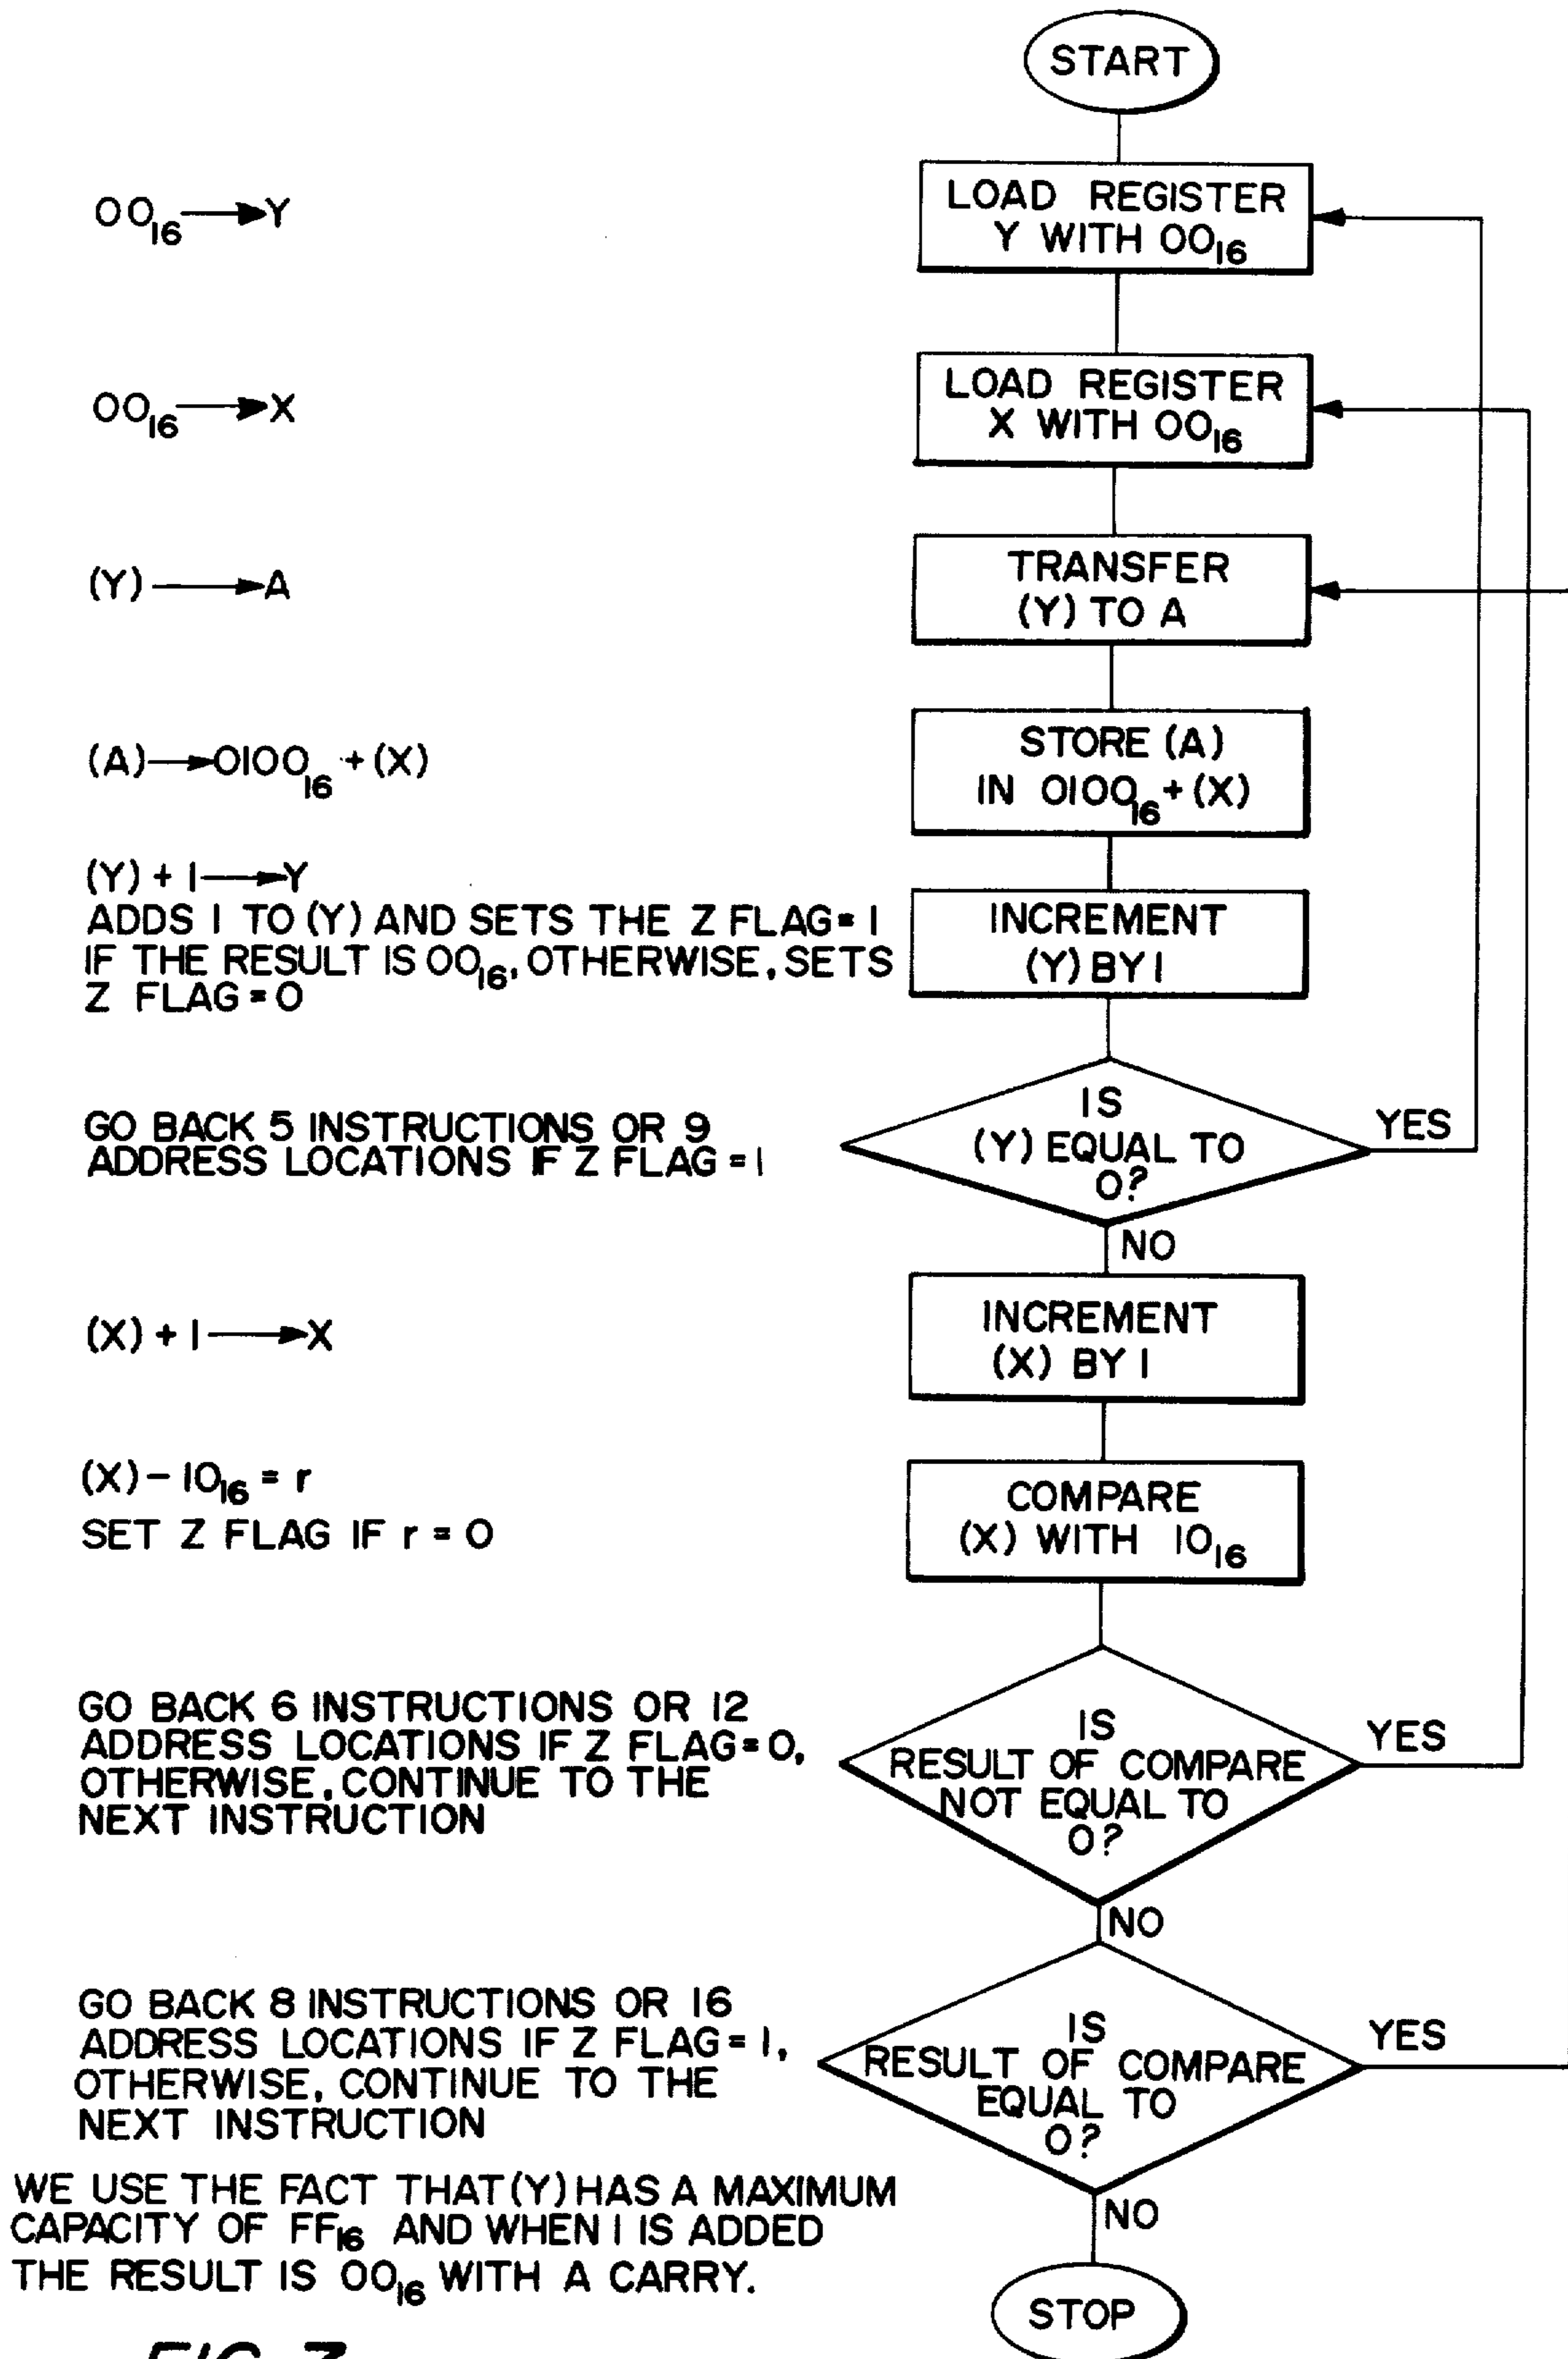 START
00₁₆→Y
LOAD REGISTER
Y WITH 00₁₆
00₁₆→X
LOAD REGISTER
X WITH 00₁₆
(Y)→A
TRANSFER
(Y) TO A
(A)→0100₁₆+(X)
STORE (A)
IN 0100₁₆+(X)
(Y)+1→Y
ADDS 1 TO (Y) AND SETS THE Z FLAG=1
IF THE RESULT IS 00₁₆, OTHERWISE, SETS
Z FLAG=0
INCREMENT
(Y) BY 1
GO BACK 5 INSTRUCTIONS OR 9
ADDRESS LOCATIONS IF Z FLAG=1
IS
(Y) EQUAL TO
0?
YES
NO
(X)+1→X
INCREMENT
(X) BY 1
(X)-10₁₆=r
SET Z FLAG IF r=0
COMPARE
(X) WITH 10₁₆
GO BACK 6 INSTRUCTIONS OR 12
ADDRESS LOCATIONS IF Z FLAG=0,
OTHERWISE, CONTINUE TO THE
NEXT INSTRUCTION
IS
RESULT OF COMPARE
NOT EQUAL TO
0?
YES
NO
GO BACK 8 INSTRUCTIONS OR 16
ADDRESS LOCATIONS IF Z FLAG=1,
OTHERWISE, CONTINUE TO THE
NEXT INSTRUCTION
IS
RESULT OF COMPARE
EQUAL TO
0?
YES
NO
WE USE THE FACT THAT (Y) HAS A MAXIMUM
CAPACITY OF FF₁₆ AND WHEN 1 IS ADDED
THE RESULT IS 00₁₆ WITH A CARRY.
STOP